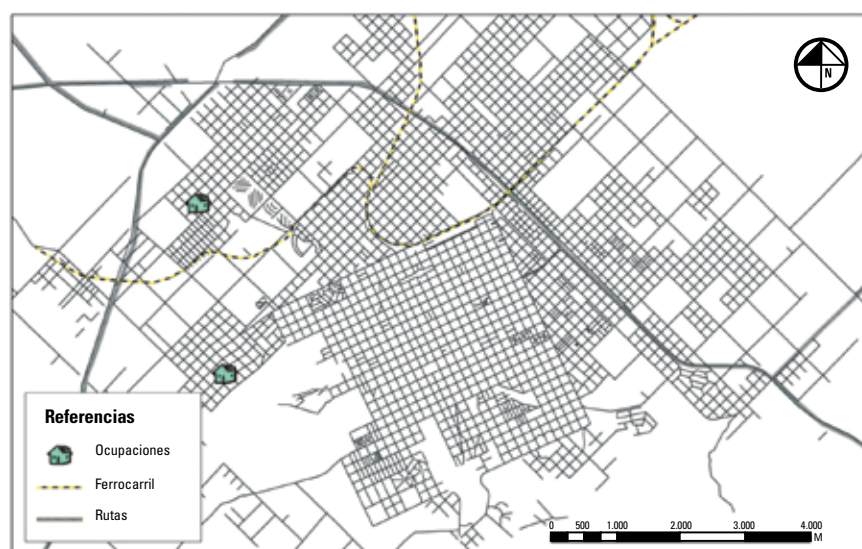 N
Referencias
Ocupaciones
Ferrocarril
Rutas
0 500 1.000 2.000 3.000 4.000
M